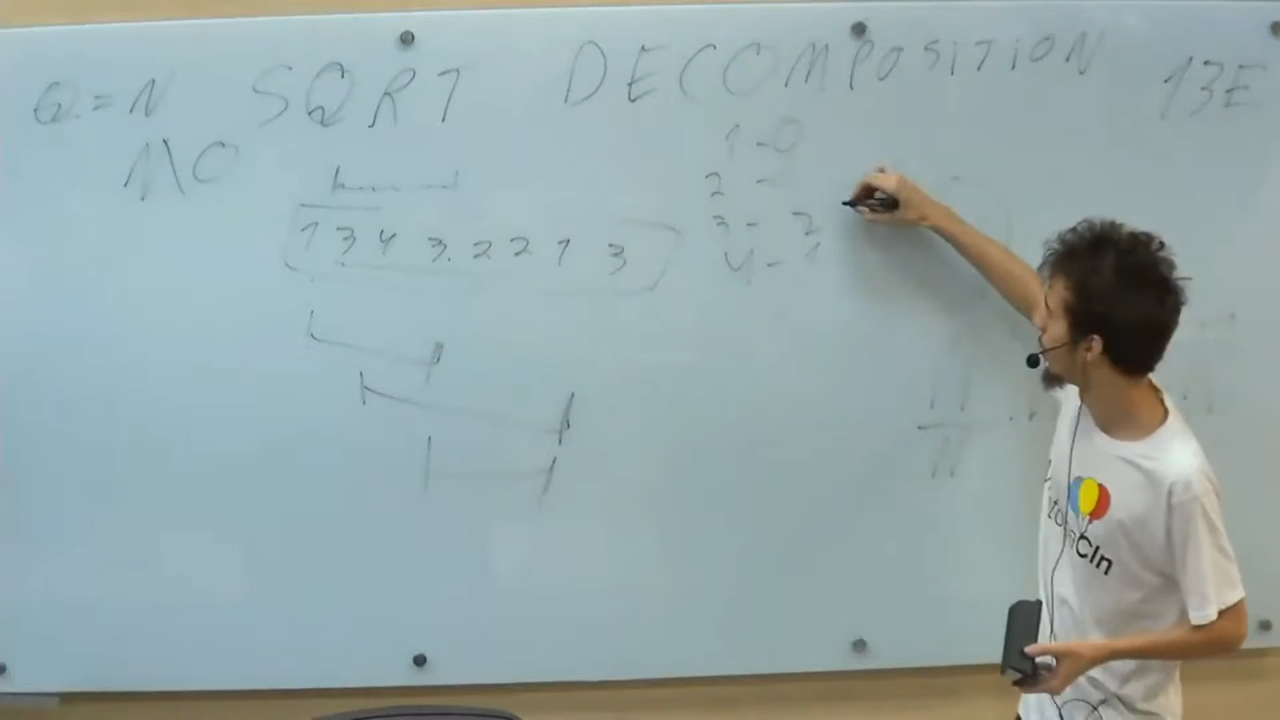 Q=N SQRT DECOMPOSITION 13E
MO
1 3 4 3 2 2 1 3
1 - 0
2 -
3 - 2
4 - 1
CIn